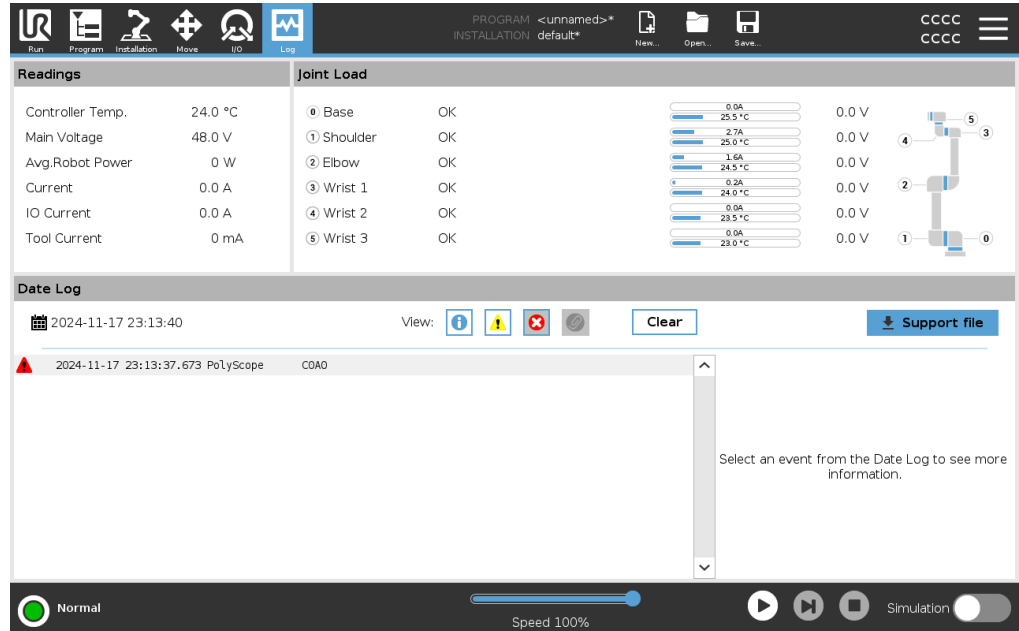 PROGRAM <unnamed>*
INSTALLATION default*
CCCC
CCCC
UR
Run Program Installation Move I/O Log New... Open... Save...
Readings
Controller Temp. 24.0 °C
Main Voltage 48.0 V
Avg.Robot Power 0 W
Current 0.0 A
IO Current 0.0 A
Tool Current 0 mA
Joint Load
0 Base OK 0.0A 25.5 °C 0.0 V
1 Shoulder OK 2.7A 25.0 °C 0.0 V
2 Elbow OK 1.6A 24.5 °C 0.0 V
3 Wrist 1 OK 0.2A 24.0 °C 0.0 V
4 Wrist 2 OK 0.0A 23.5 °C 0.0 V
5 Wrist 3 OK 0.0A 23.0 °C 0.0 V
5
3
4
2
1 0
Date Log
2024-11-17 23:13:40 View: Clear Support file
2024-11-17 23:13:37.673 PolyScope C0A0
Select an event from the Date Log to see more
information.
Normal
Speed 100%
Simulation